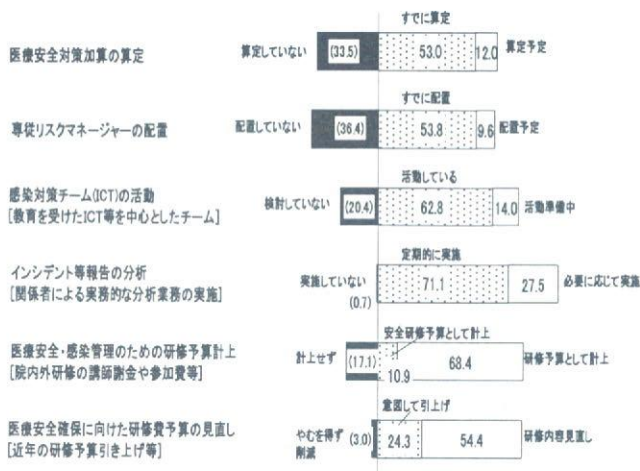 すでに算定
医療安全対策加算の算定
算定していない (33.5) 53.0 12.0 算定予定
すでに配置
専従リスクマネージャーの配置
配置していない (36.4) 53.8 9.6 配置予定
活動している
感染対策チーム(ICT)の活動
[教育を受けたICT等を中心としたチーム]
検討していない (20.4) 62.8 14.0 活動準備中
定期的に実施
インシデント等報告の分析
[関係者による実務的な分析業務の実施]
実施していない (0.7) 71.1 27.5 必要に応じて実施
安全研修予算として計上
医療安全・感染管理のための研修予算計上
[院内外研修の講師謝金や参加費等]
計上せず (17.1) 10.9 68.4 研修予算として計上
意図して引上げ
医療安全確保に向けた研修費予算の見直し
[近年の研修予算引き上げ等]
やむを得ず
削減 (3.0) 24.3 54.4 研修内容見直し